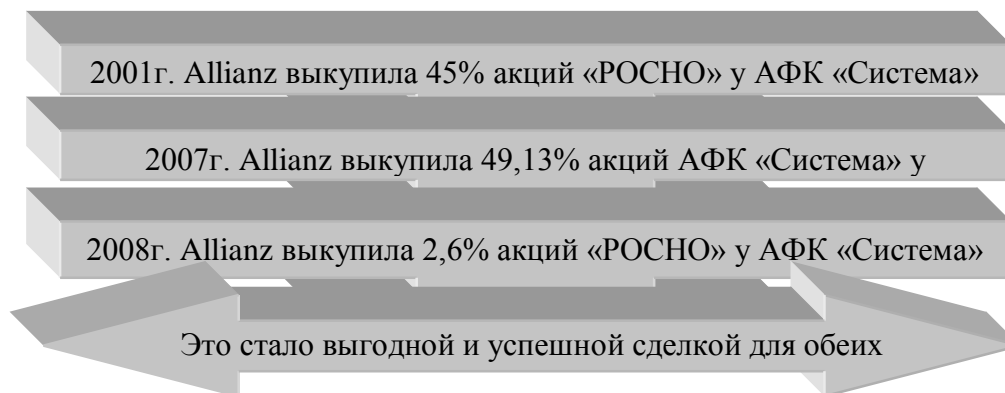 2001г. Allianz выкупила 45% акций «РОСНО» у АФК «Система»
2007г. Allianz выкупила 49,13% акций АФК «Система» у
2008г. Allianz выкупила 2,6% акций «РОСНО» у АФК «Система»
Это стало выгодной и успешной сделкой для обеих